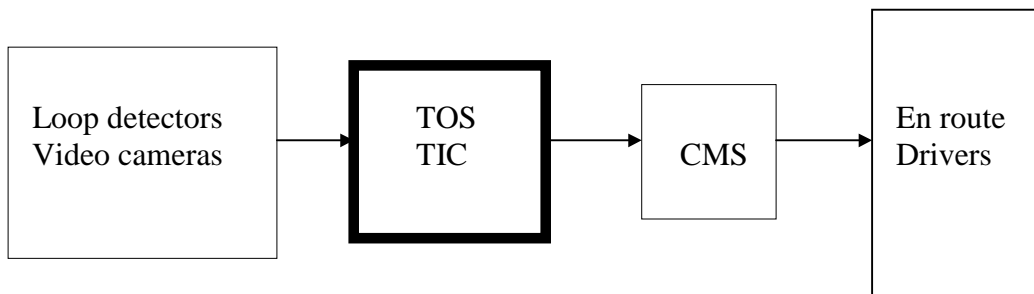 Loop detectors
Video cameras
TOS
TIC
CMS
En route
Drivers